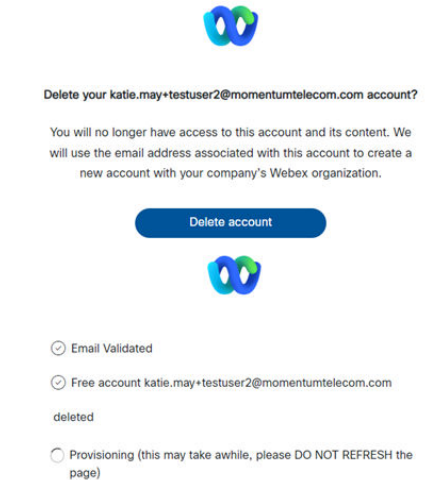 Delete your katie.may+testuser2@momentumtelecom.com account?
You will no longer have access to this account and its content. We
will use the email address associated with this account to create a
new account with your company's Webex organization.
Delete account
Email Validated
Free account katie.may+testuser2@momentumtelecom.com
deleted
Provisioning (this may take awhile, please DO NOT REFRESH the
page)